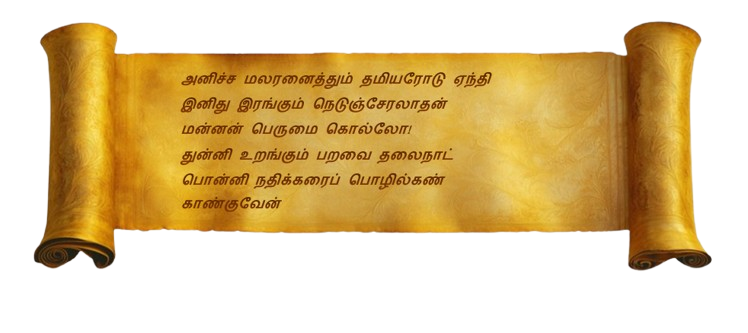 அனிச்ச மலரனைத்தும் தமியரோடு ஏந்தி
இனிது இரங்கும் நெடுஞ்சேரலாதன்
மன்னன் பெருமை கொல்லோ!
துன்னி உறங்கும் பறவை தலைநாட்
பொன்னி நதிக்கரைப் பொழில்கண்
காண்குவேன்